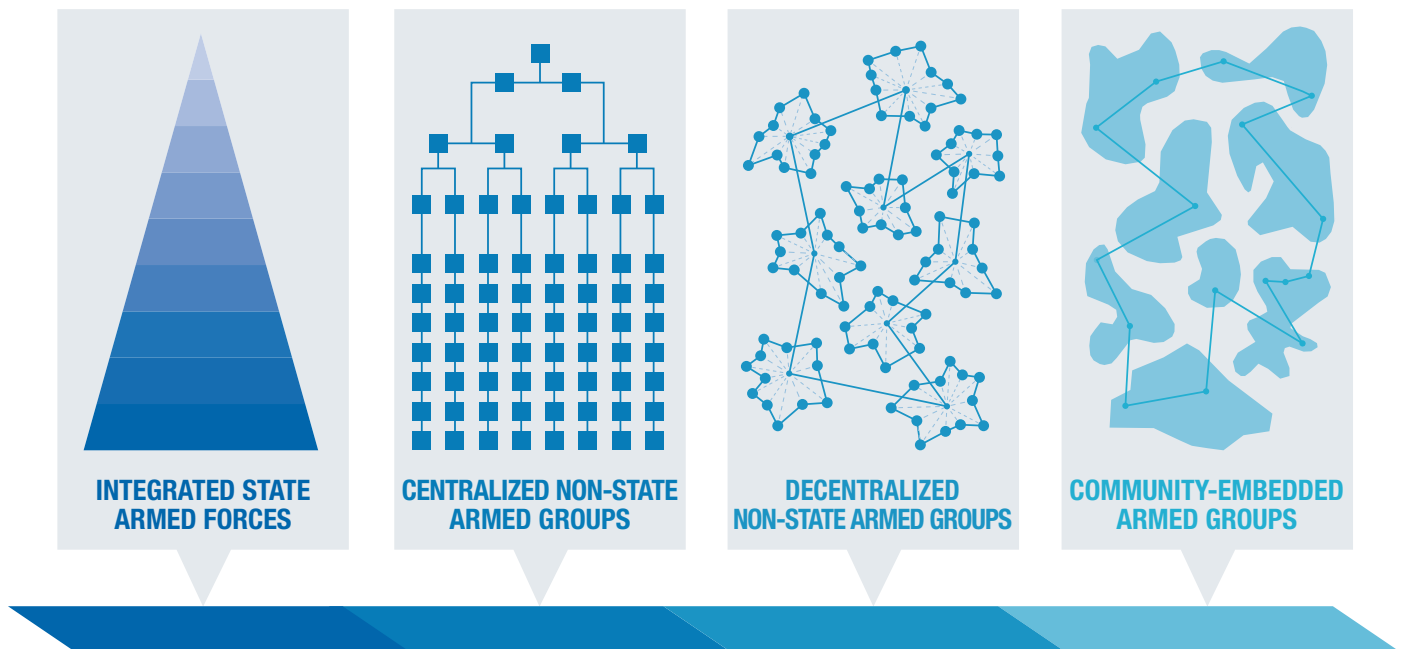 INTEGRATED STATE
ARMED FORCES
CENTRALIZED NON-STATE
ARMED GROUPS
DECENTRALIZED
NON-STATE ARMED GROUPS
COMMUNITY-EMBEDDED
ARMED GROUPS